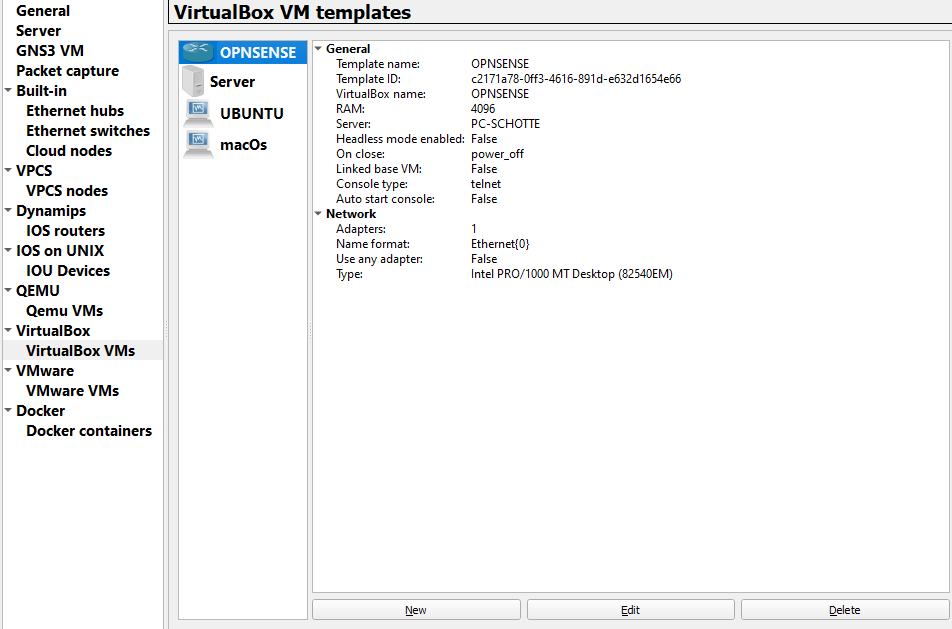 General
Server
GNS3 VM
Packet capture
Built-in
Ethernet hubs
Ethernet switches
Cloud nodes
VPCS
VPCS nodes
Dynamips
IOS routers
IOS on UNIX
IOU Devices
QEMU
Qemu VMs
VirtualBox
VirtualBox VMs
VMware
VMware VMs
Docker
Docker containers
VirtualBox VM templates
OPNSENSE
Server
UBUNTU
macOs
General
Template name: OPNSENSE
Template ID: c2171a78-0ff3-4616-891d-e632d1654e66
VirtualBox name: OPNSENSE
RAM: 4096
Server: PC-SCHOTTE
Headless mode enabled: False
On close: power_off
Linked base VM: False
Console type: telnet
Auto start console: False
Network
Adapters: 1
Name format: Ethernet{0}
Use any adapter: False
Type: Intel PRO/1000 MT Desktop (82540EM)
New Edit Delete